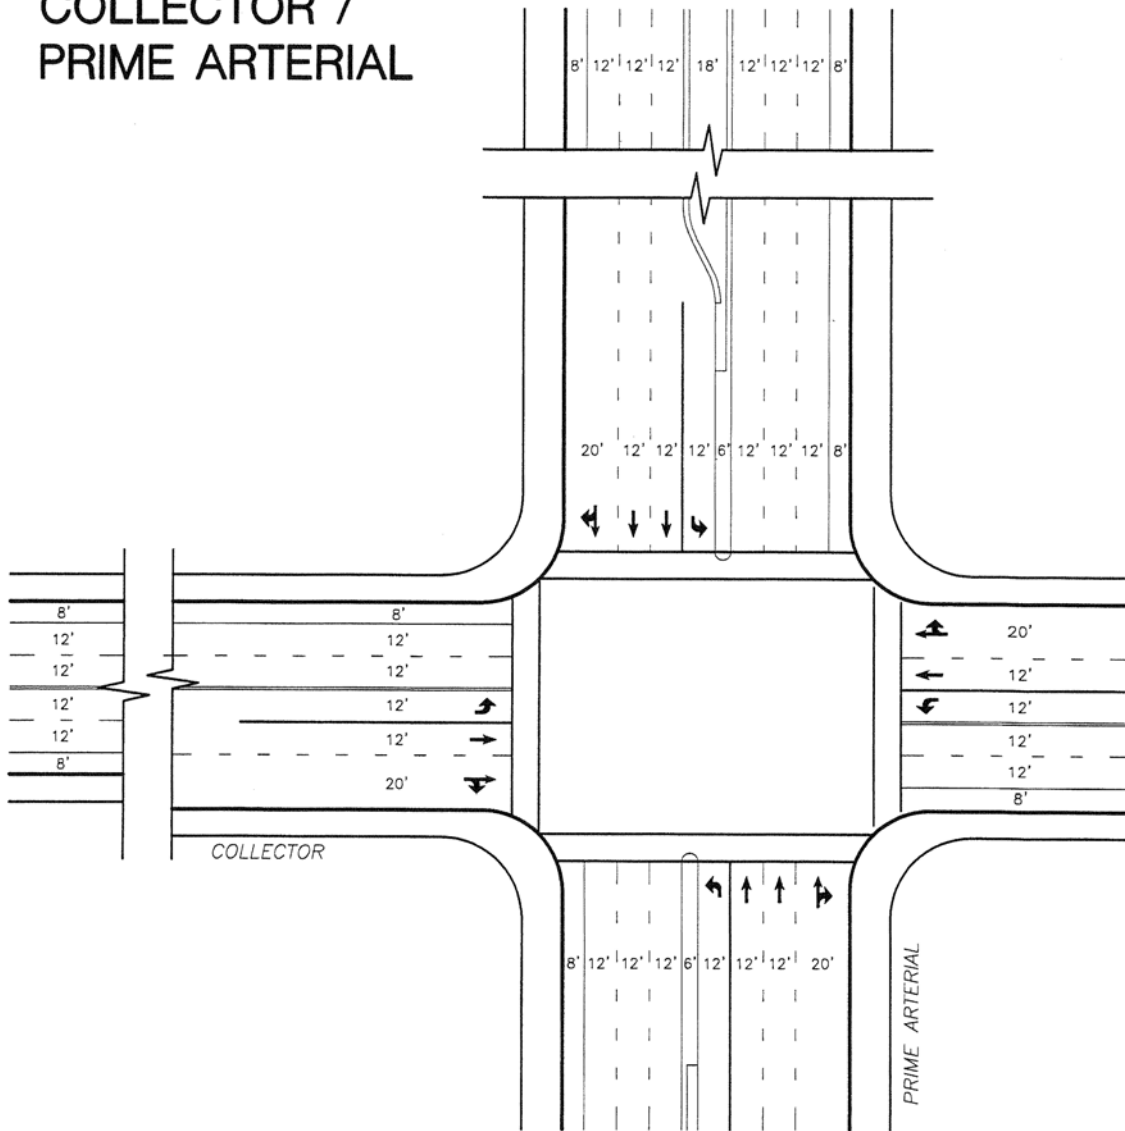 COLLECTOR /
PRIME ARTERIAL
8' 12' 12' 12' 18' 12' 12' 12' 8'
20' 12' 12' 12' 6' 12' 12' 12' 8'
8' 8'
12' 12' 20'
12' 12' 12'
12' 12' 12'
12' 12' 12'
8' 20' 12'
8'
COLLECTOR
8' 12' 12' 12' 6' 12' 12' 12' 20'
PRIME ARTERIAL